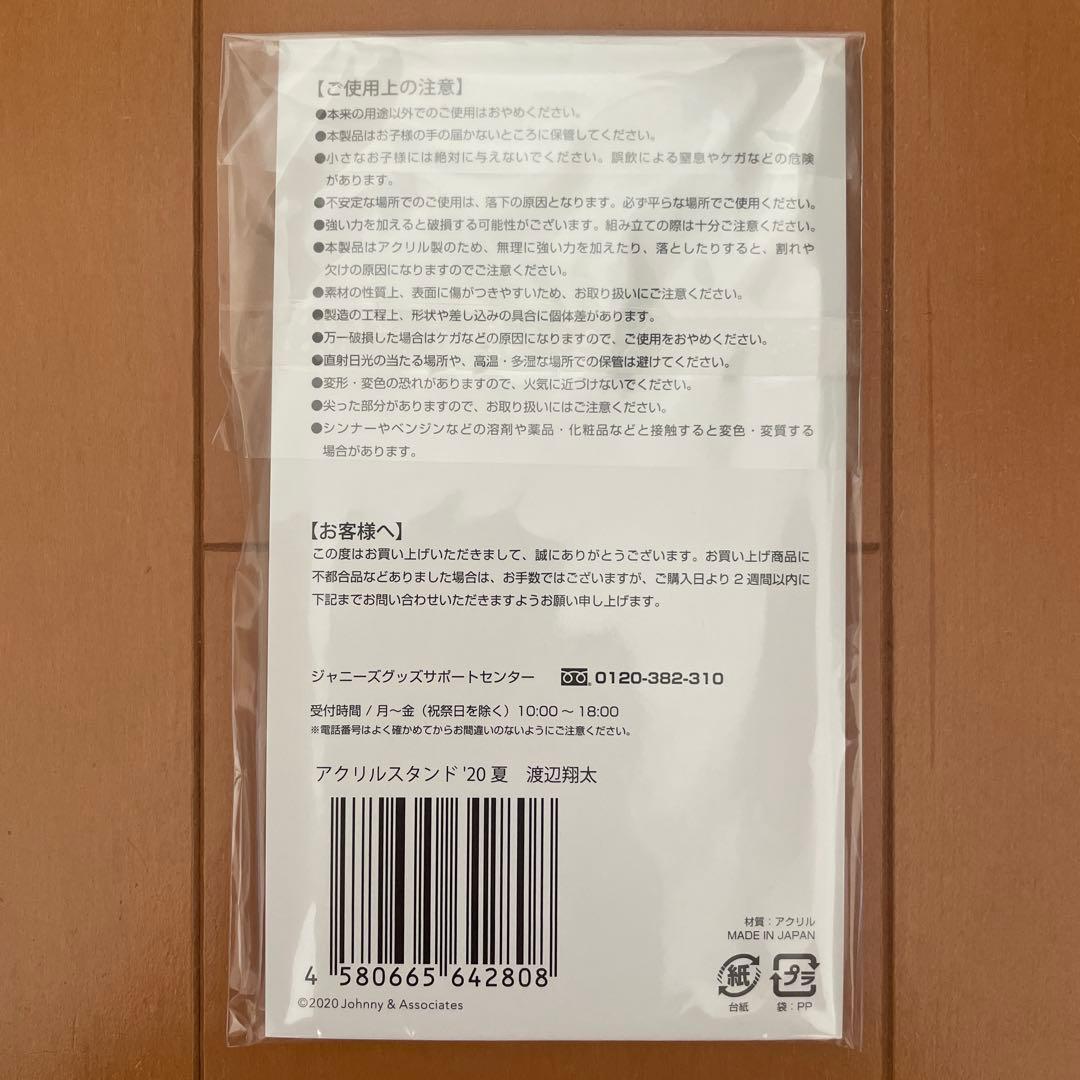 【ご使用上の注意】
●本来の用途以外でのご使用はおやめください。
●本製品はお子様の手の届かないところに保管してください。
●小さなお子様には絶対に与えないでください。誤飲による窒息やケガなどの危険
があります。
●不安定な場所でのご使用は、落下の原因となります。必ず平らな場所でご使用ください。
●強い力を加えると破損する可能性がございます。組み立ての際は十分ご注意ください。
●本製品はアクリル製のため、無理に強い力を加えたり、落としたりすると、割れや
欠けの原因になりますのでご注意ください。
●素材の性質上、表面に傷がつきやすいため、お取り扱いにご注意ください。
●製造の工程上、形状や差し込みの具合に個体差があります。
●万一破損した場合はケガなどの原因になりますので、ご使用をおやめください。
●直射日光の当たる場所や、高温・多湿な場所での保管は避けてください。
●変形・変色の恐れがありますので、火気に近づけないでください。
●尖った部分がありますので、お取り扱いにはご注意ください。
●シンナーやベンジンなどの溶剤や薬品・化粧品などと接触すると変色・変質する
場合があります。
【お客様へ】
この度はお買い上げいただきまして、誠にありがとうございます。お買い上げ商品に
不都合品などありました場合は、お手数ではございますが、ご購入日より2週間以内に
下記までお問い合わせいただきますようお願い申し上げます。
ジャニーズグッズサポートセンター 0120-382-310
受付時間 / 月〜金（祝祭日を除く）10:00 〜 18:00
※電話番号はよく確かめてからお間違いのないようにご注意ください。
アクリルスタンド '20 夏 渡辺翔太
4 580665 642808
©2020 Johnny & Associates
材質：アクリル
MADE IN JAPAN
紙 プラ
台紙 袋：PP